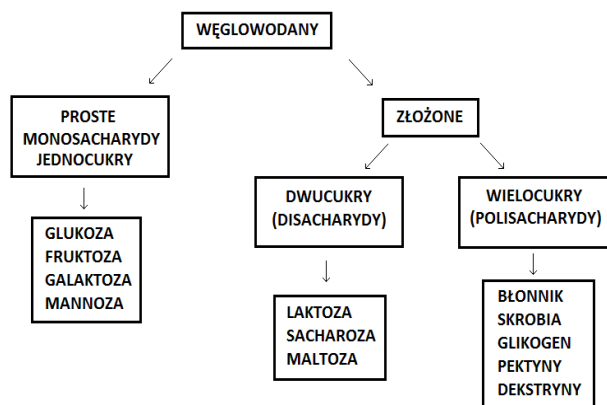 WĘGLOWODANY
PROSTE
MONOSACHARYDY
JEDNOCUKRY
ZŁOŻONE
GLUKOZA
FRUKTOZA
GALAKTOZA
MANNOZA
DWUCUKRY
(DISACHARYDY)
WIELOCUKRY
(POLISACHARYDY)
LAKTOZA
SACHAROZA
MALTOZA
BŁONNIK
SKROBIA
GLIKOGEN
PEKTYNY
DEKSTRYNY